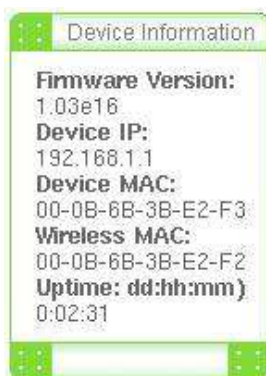 Device Information
Firmware Version:
1.03e16
Device IP:
192.168.1.1
Device MAC:
00-0B-6B-3B-E2-F3
Wireless MAC:
00-0B-6B-3B-E2-F2
Uptime: dd:hh:mm)
0:02:31